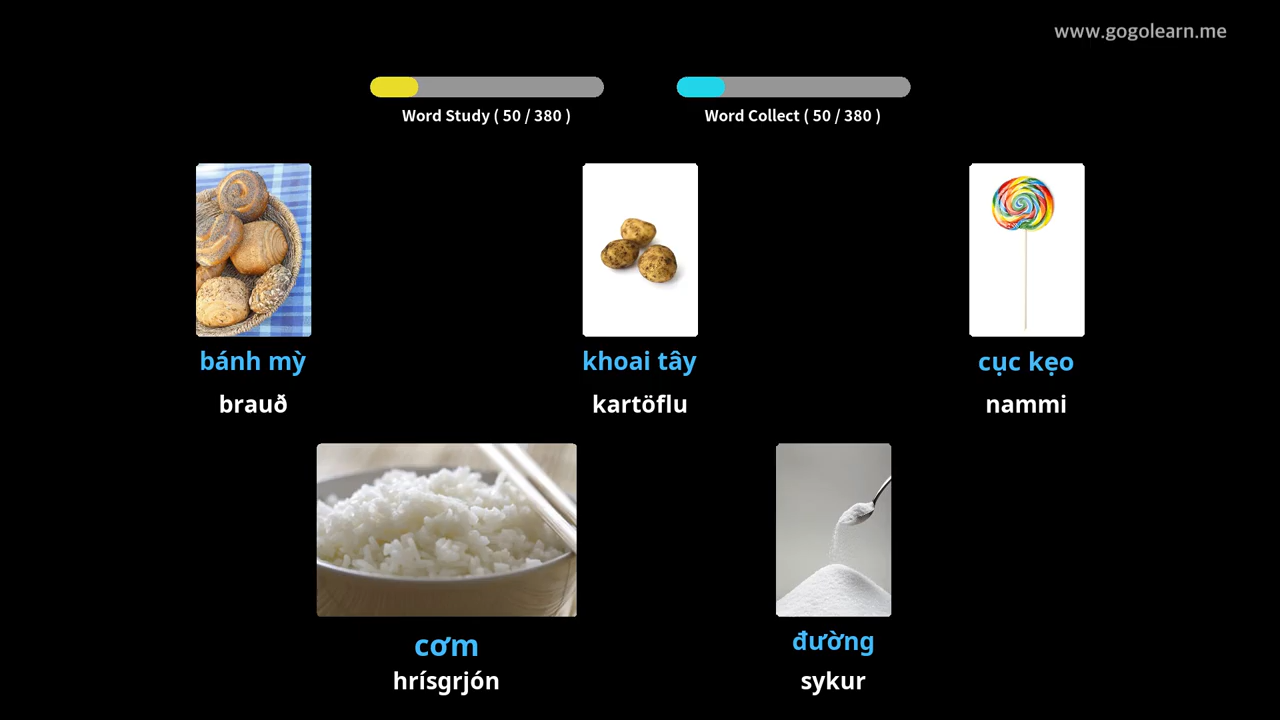 www.gogolearn.me
Word Study ( 50 / 380 )
Word Collect ( 50 / 380 )
bánh mỳ
brauð
khoai tây
kartöflu
cục kẹo
nammi
cơm
hrísgrjón
đường
sykur